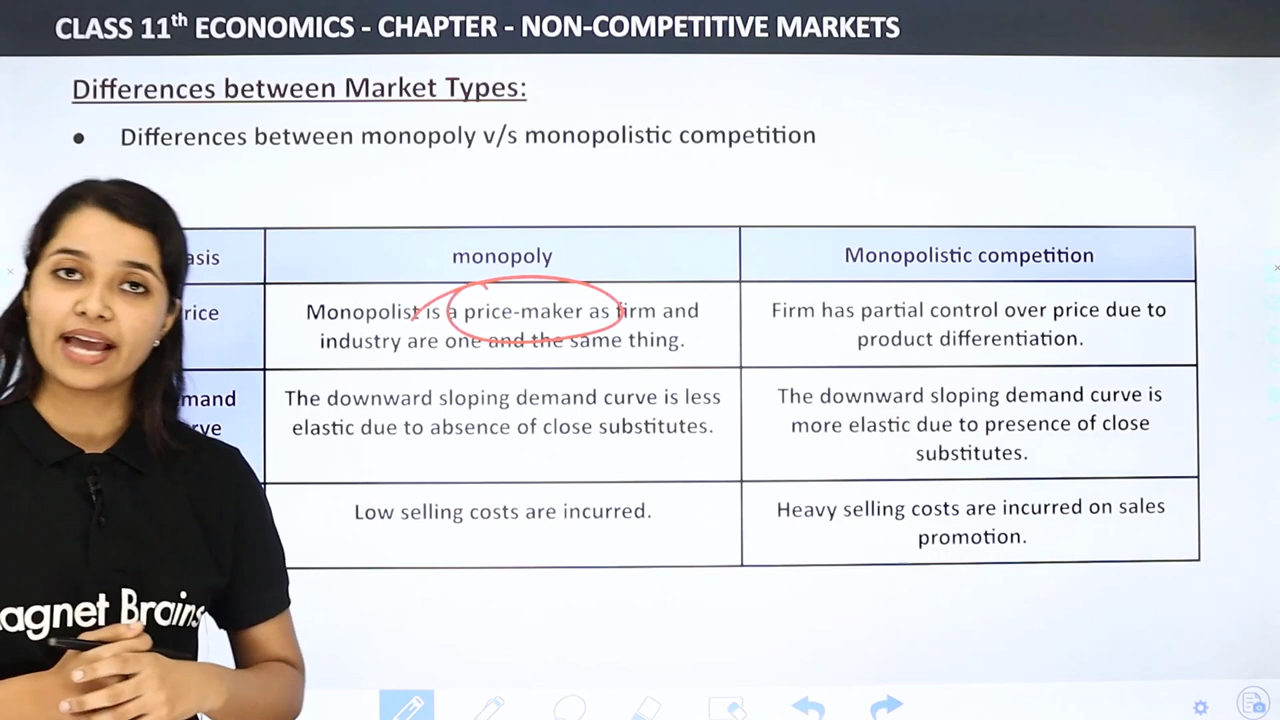 CLASS 11th ECONOMICS - CHAPTER - NON-COMPETITIVE MARKETS
Differences between Market Types:
● Differences between monopoly v/s monopolistic competition
asis
monopoly
Monopolistic competition
rice
Monopolist is a price-maker as firm and
industry are one and the same thing.
Firm has partial control over price due to
product differentiation.
mand
rve
The downward sloping demand curve is less
elastic due to absence of close substitutes.
The downward sloping demand curve is
more elastic due to presence of close
substitutes.
Low selling costs are incurred.
Heavy selling costs are incurred on sales
promotion.
agnet Brains